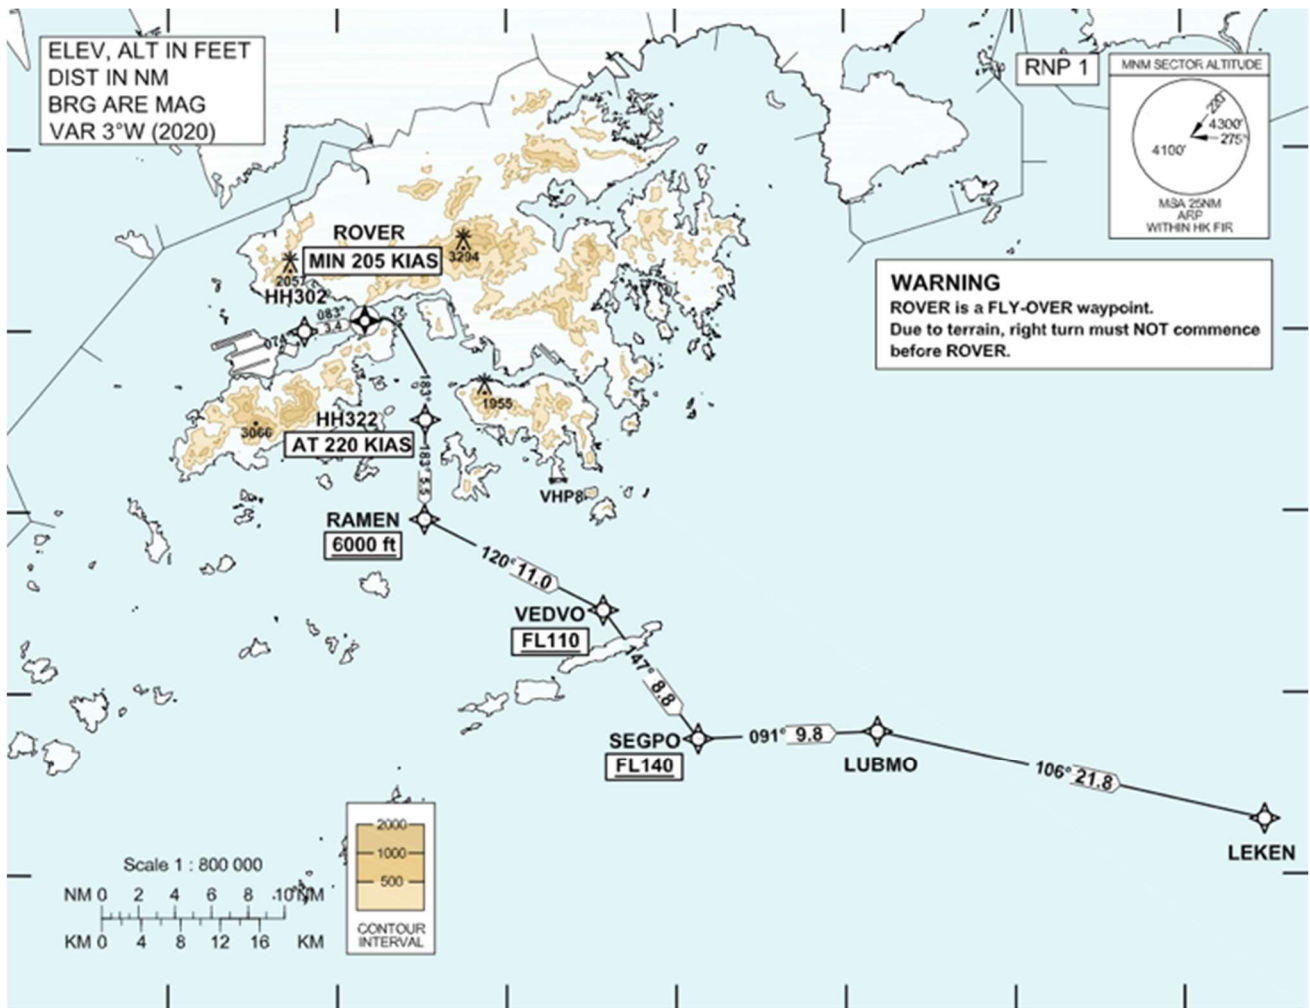 ELEV, ALT IN FEET
DIST IN NM
BRG ARE MAG
VAR 3°W (2020)
RNP 1
MNM SECTOR ALTITUDE
220°
4300'
275°
4100'
MSA 25NM
ARP
WITHIN HK FIR
ROVER
MIN 205 KIAS
3294
2057
HH302
083°
3.4
WARNING
ROVER is a FLY-OVER waypoint.
Due to terrain, right turn must NOT commence
before ROVER.
183°
1955
HH322
AT 220 KIAS
3066
183°
5.5
VHP8
RAMEN
6000 ft
120° 11.0
VEDVO
FL110
147° 8.8
SEGPO
FL140
091° 9.8
LUBMO
106° 21.8
LEKEN
2000
1000
500
CONTOUR
INTERVAL
Scale 1 : 800 000
NM 0 2 4 6 8 10 NM
KM 0 4 8 12 16 KM